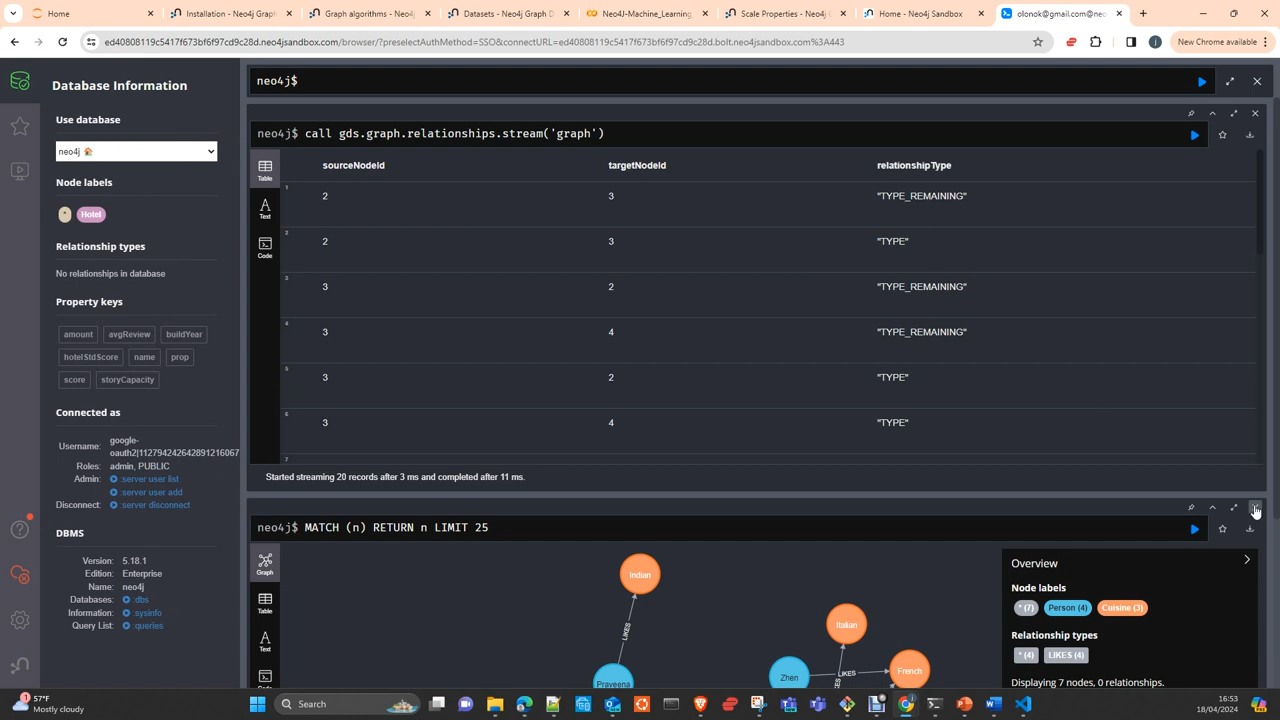 Home
Installation - Neo4j Graph
Graph algorithms - Neo4j
Datasets - Neo4j Graph D
Neo4J-Machine_Learning_
Scale Properties - Neo4j G
Home - Neo4j Sandbox
olonok@gmail.com@neo
ed40808119c5417f673bf6f97cd9c28d.neo4jsandbox.com/browser/?preselectAuthMethod=SSO&connectURL=ed40808119c5417f673bf6f97cd9c28d.bolt.neo4jsandbox.com%3A443
New Chrome available
Database Information
Use database
neo4j
Node labels
* Hotel
Relationship types
No relationships in database
Property keys
amount avgReview buildYear
hotelStdScore name prop
score storyCapacity
Connected as
Username: google-
oauth2|112794242642891216067
Roles: admin, PUBLIC
Admin: :server user list
:server user add
Disconnect: :server disconnect
DBMS
Version: 5.18.1
Edition: Enterprise
Name: neo4j
Databases: :dbs
Information: :sysinfo
Query List: :queries
neo4j$
neo4j$ call gds.graph.relationships.stream('graph')
Table
Text
Code
sourceNodeId targetNodeId relationshipType
1 2 3 "TYPE_REMAINING"
2 2 3 "TYPE"
3 3 2 "TYPE_REMAINING"
4 3 4 "TYPE_REMAINING"
5 3 2 "TYPE"
6 3 4 "TYPE"
7
Started streaming 20 records after 3 ms and completed after 11 ms.
neo4j$ MATCH (n) RETURN n LIMIT 25
Graph
Table
Text
Code
Indian
LIKES
Praveena
Italian
Zhen
LIKES
French
Overview
Node labels
* (7) Person (4) Cuisine (3)
Relationship types
* (4) LIKES (4)
Displaying 7 nodes, 0 relationships.
57°F
Mostly cloudy
Search
16:53
18/04/2024